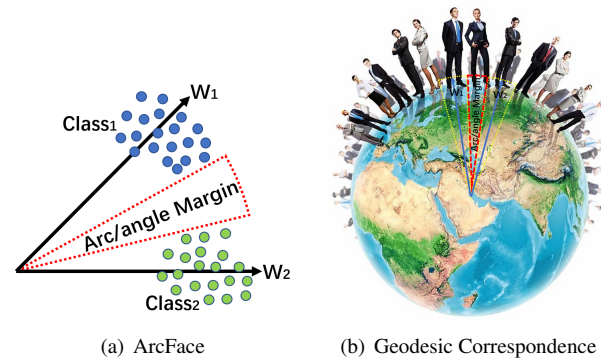 W1
Class1
Arc/angle Margin
W2
Class2
(a) ArcFace
W1
Arc/angle Margin
W2
(b) Geodesic Correspondence